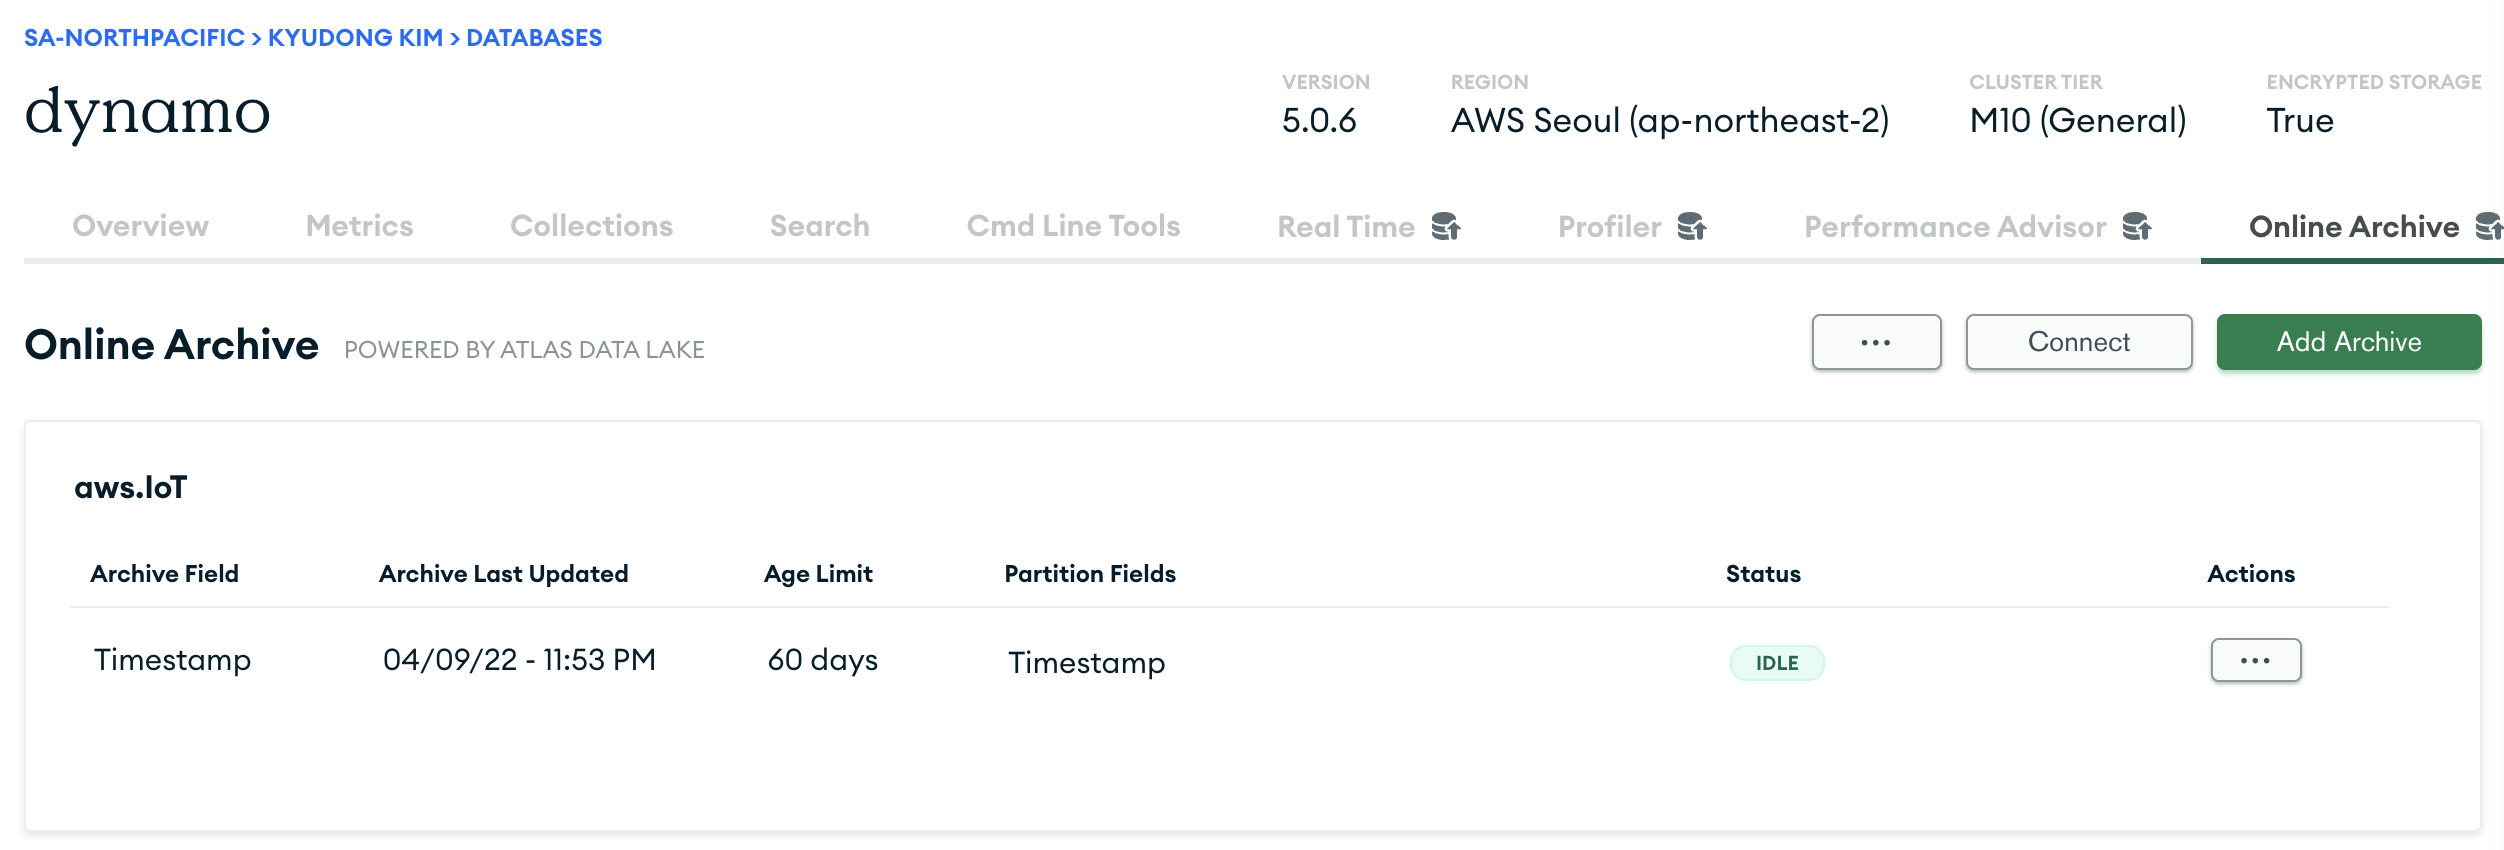 SA-NORTHPACIFIC > KYUDONG KIM > DATABASES
dynamo
VERSION REGION CLUSTER TIER ENCRYPTED STORAGE
5.0.6 AWS Seoul (ap-northeast-2) M10 (General) True
Overview Metrics Collections Search Cmd Line Tools Real Time Profiler Performance Advisor Online Archive
Online Archive POWERED BY ATLAS DATA LAKE ... Connect Add Archive
aws.IoT
Archive Field Archive Last Updated Age Limit Partition Fields Status Actions
Timestamp 04/09/22 - 11:53 PM 60 days Timestamp IDLE ...